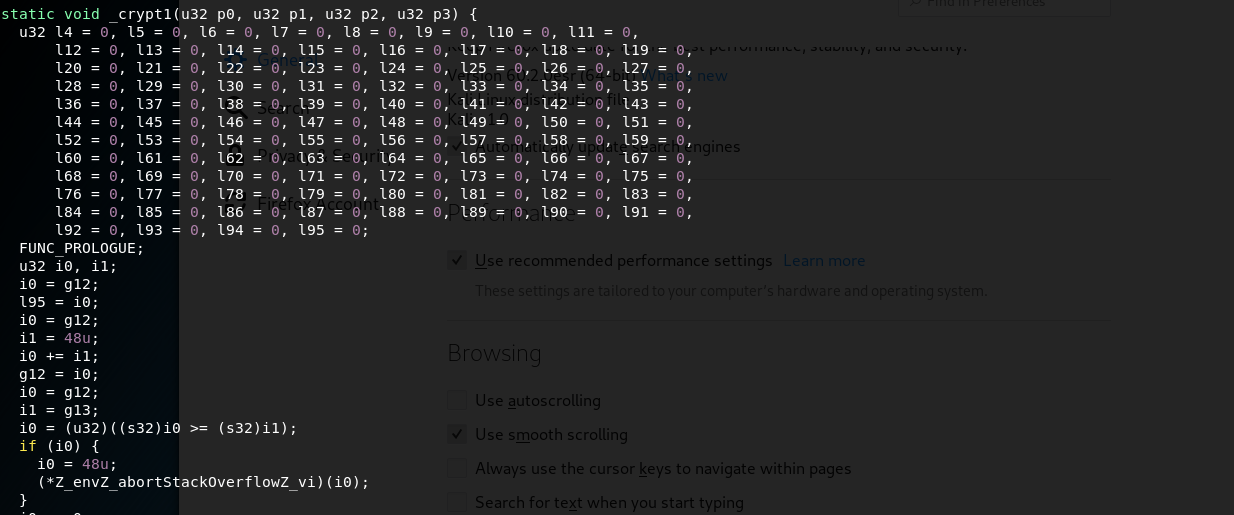 static void _crypt1(u32 p0, u32 p1, u32 p2, u32 p3) {
u32 l4 = 0, l5 = 0, l6 = 0, l7 = 0, l8 = 0, l9 = 0, l10 = 0, l11 = 0,
l12 = 0, l13 = 0, l14 = 0, l15 = 0, l16 = 0, l17 = 0, l18 = 0, l19 = 0,
l20 = 0, l21 = 0, l22 = 0, l23 = 0, l24 = 0, l25 = 0, l26 = 0, l27 = 0,
l28 = 0, l29 = 0, l30 = 0, l31 = 0, l32 = 0, l33 = 0, l34 = 0, l35 = 0,
l36 = 0, l37 = 0, l38 = 0, l39 = 0, l40 = 0, l41 = 0, l42 = 0, l43 = 0,
l44 = 0, l45 = 0, l46 = 0, l47 = 0, l48 = 0, l49 = 0, l50 = 0, l51 = 0,
l52 = 0, l53 = 0, l54 = 0, l55 = 0, l56 = 0, l57 = 0, l58 = 0, l59 = 0,
l60 = 0, l61 = 0, l62 = 0, l63 = 0, l64 = 0, l65 = 0, l66 = 0, l67 = 0,
l68 = 0, l69 = 0, l70 = 0, l71 = 0, l72 = 0, l73 = 0, l74 = 0, l75 = 0,
l76 = 0, l77 = 0, l78 = 0, l79 = 0, l80 = 0, l81 = 0, l82 = 0, l83 = 0,
l84 = 0, l85 = 0, l86 = 0, l87 = 0, l88 = 0, l89 = 0, l90 = 0, l91 = 0,
l92 = 0, l93 = 0, l94 = 0, l95 = 0;
FUNC_PROLOGUE;
u32 i0, i1;
i0 = g12;
l95 = i0;
i0 = g12;
i1 = 48u;
i0 += i1;
g12 = i0;
i0 = g12;
i1 = g13;
i0 = (u32)((s32)i0 >= (s32)i1);
if (i0) {
i0 = 48u;
(*Z_envZ_abortStackOverflowZ_vi)(i0);
}
Find in Preferences
performance, stability, and security.
Version 60.2.0esr (64-bit) What's new
Kali Linux distribution file
General
Search
Privacy & Security
Firefox Account
Automatically update search engines
Performance
Use recommended performance settings Learn more
These settings are tailored to your computer's hardware and operating system.
Browsing
Use autoscrolling
Use smooth scrolling
Always use the cursor keys to navigate within pages
Search for text when you start typing